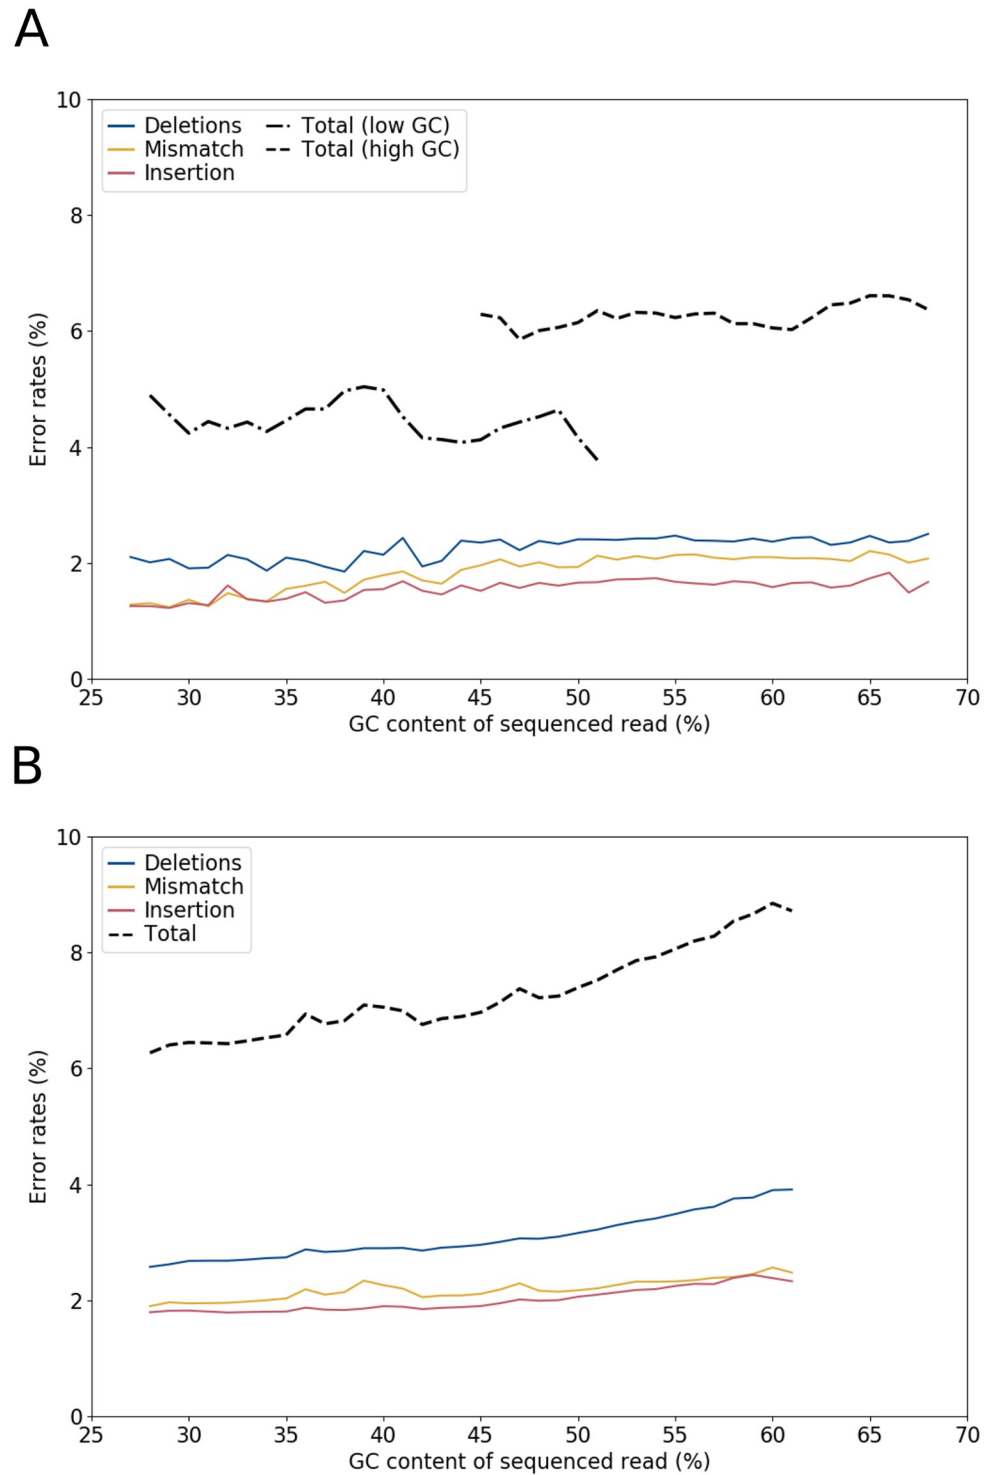 A
10
8
6
4
2
0
Error rates (%)
Deletions
Mismatch
Insertion
Total (low GC)
Total (high GC)
25 30 35 40 45 50 55 60 65 70
GC content of sequenced read (%)
B
10
8
6
4
2
0
Error rates (%)
Deletions
Mismatch
Insertion
Total
25 30 35 40 45 50 55 60 65 70
GC content of sequenced read (%)